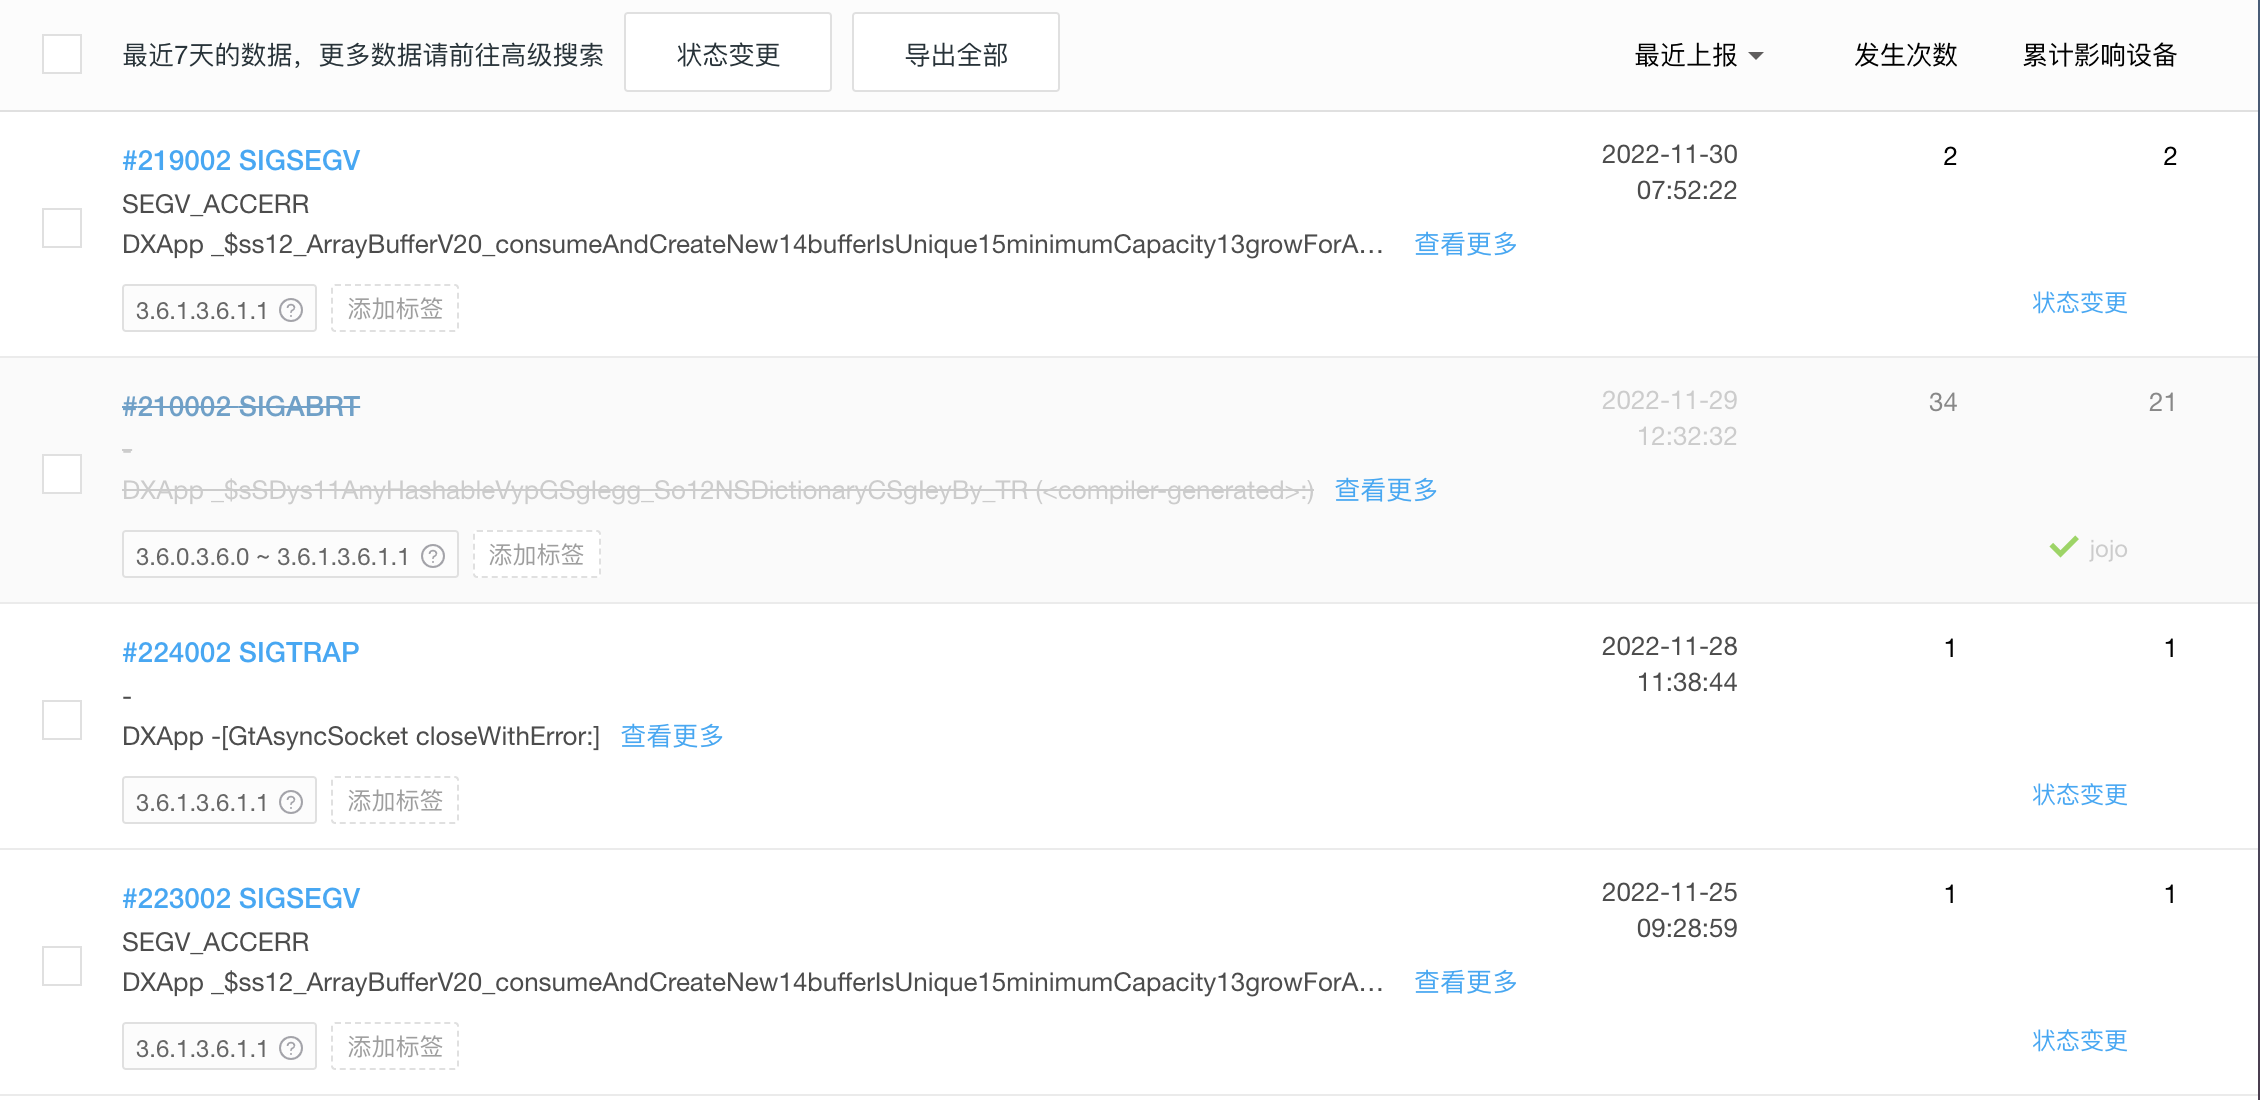 最近7天的数据，更多数据请前往高级搜索 状态变更 导出全部 最近上报 发生次数 累计影响设备
#219002 SIGSEGV 2022-11-30 2 2
07:52:22
SEGV_ACCERR
DXApp _$ss12_ArrayBufferV20_consumeAndCreateNew14bufferIsUnique15minimumCapacity13growForA... 查看更多
3.6.1.3.6.1.1 ? 添加标签 状态变更
#210002 SIGABRT 2022-11-29 34 21
12:32:32
-
DXApp _$sSDys11AnyHashableVypGSgIegg_So12NSDictionaryCSgIeyBy_TR (<compiler-generated>:) 查看更多
3.6.0.3.6.0 ~ 3.6.1.3.6.1.1 ? 添加标签 jojo
#224002 SIGTRAP 2022-11-28 1 1
11:38:44
-
DXApp -[GtAsyncSocket closeWithError:] 查看更多
3.6.1.3.6.1.1 ? 添加标签 状态变更
#223002 SIGSEGV 2022-11-25 1 1
09:28:59
SEGV_ACCERR
DXApp _$ss12_ArrayBufferV20_consumeAndCreateNew14bufferIsUnique15minimumCapacity13growForA... 查看更多
3.6.1.3.6.1.1 ? 添加标签 状态变更